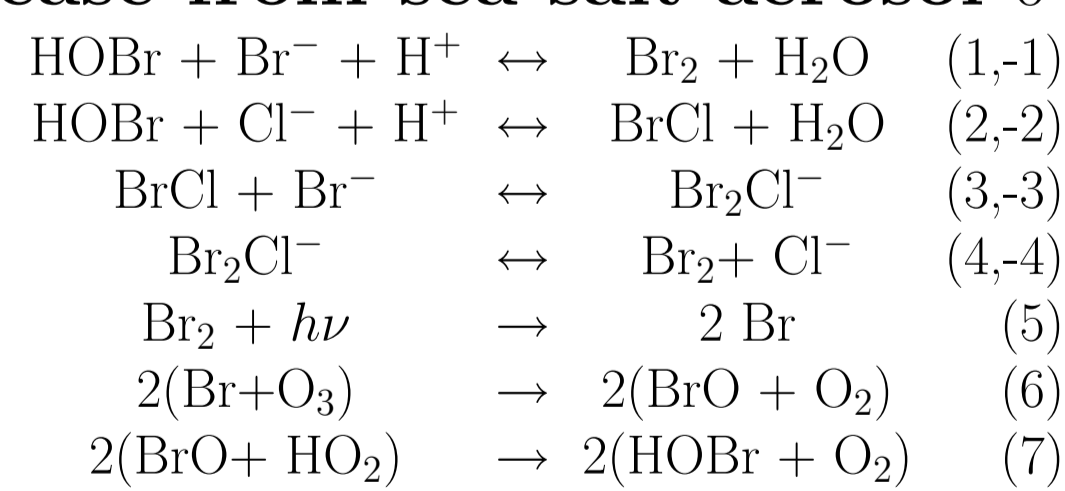 HOBr + Br⁻ + H⁺ ↔ Br₂ + H₂O (1,-1)
HOBr + Cl⁻ + H⁺ ↔ BrCl + H₂O (2,-2)
BrCl + Br⁻ ↔ Br₂Cl⁻ (3,-3)
Br₂Cl⁻ ↔ Br₂+ Cl⁻ (4,-4)
Br₂ + hν → 2 Br (5)
2(Br+O₃) → 2(BrO + O₂) (6)
2(BrO+ HO₂) → 2(HOBr + O₂) (7)